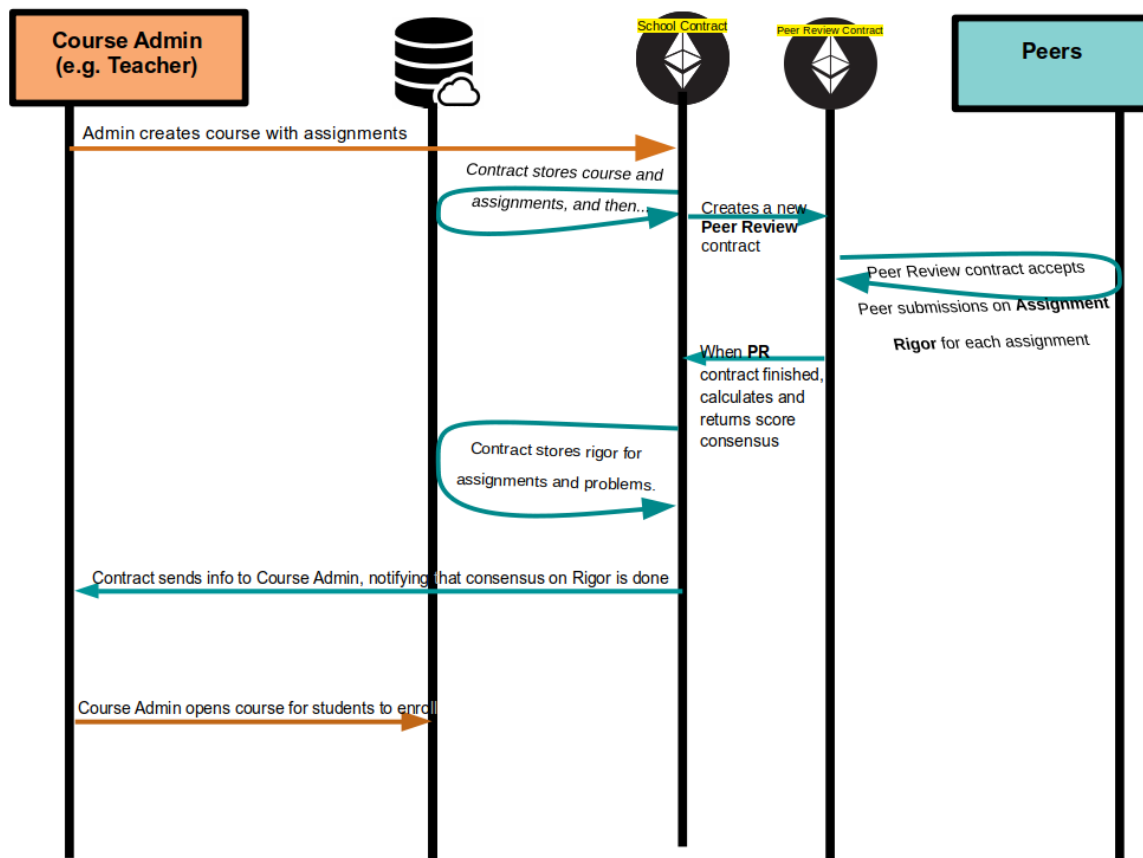 Course Admin
(e.g. Teacher)
School Contract
Peer Review Contract
Peers
Admin creates course with assignments
Contract stores course and
assignments, and then...
Creates a new
Peer Review
contract
Peer Review contract accepts
Peer submissions on Assignment
Rigor for each assignment
When PR
contract finished,
calculates and
returns score
consensus
Contract stores rigor for
assignments and problems.
Contract sends info to Course Admin, notifying that consensus on Rigor is done
Course Admin opens course for students to enroll